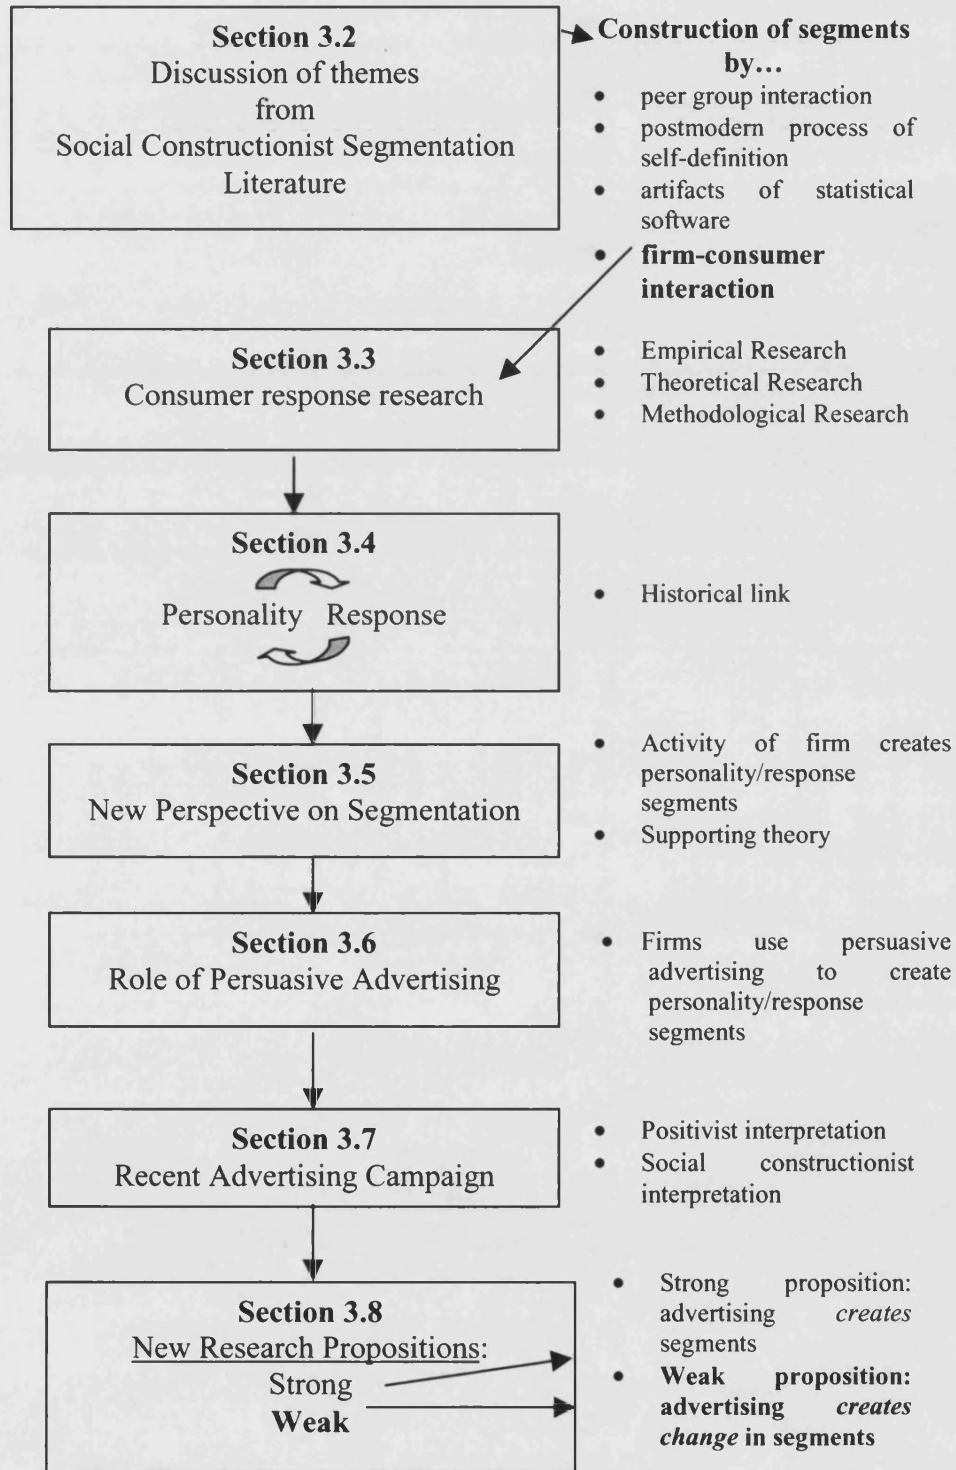 Section 3.2
Discussion of themes
from
Social Constructionist Segmentation
Literature
Construction of segments
by…
• peer group interaction
• postmodern process of
self-definition
• artifacts of statistical
software
• firm-consumer
interaction
Section 3.3
Consumer response research
• Empirical Research
• Theoretical Research
• Methodological Research
Section 3.4
Personality Response
• Historical link
Section 3.5
New Perspective on Segmentation
• Activity of firm creates
personality/response
segments
• Supporting theory
Section 3.6
Role of Persuasive Advertising
• Firms use persuasive
advertising to create
personality/response
segments
Section 3.7
Recent Advertising Campaign
• Positivist interpretation
• Social constructionist
interpretation
Section 3.8
New Research Propositions:
Strong
Weak
• Strong proposition:
advertising creates
segments
• Weak proposition:
advertising creates
change in segments